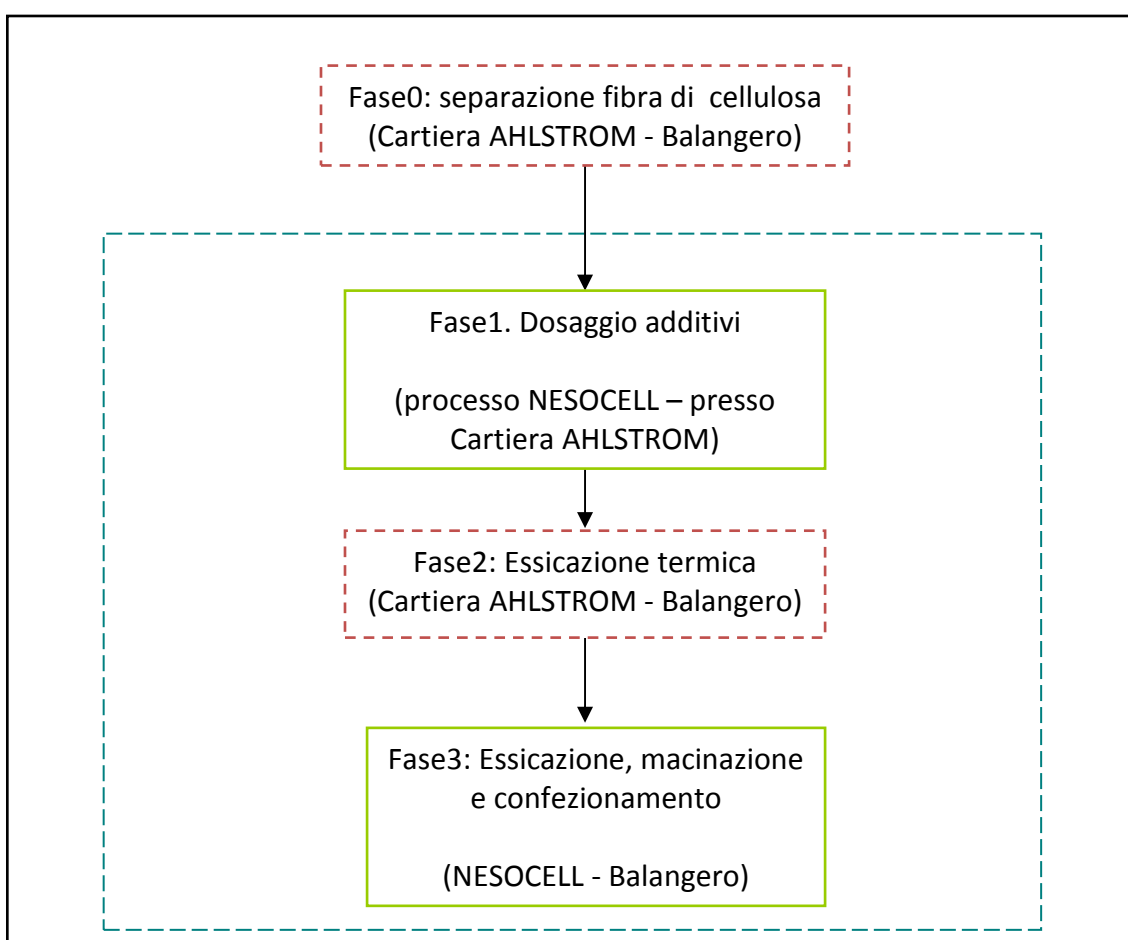 Fase0: separazione fibra di cellulosa
(Cartiera AHLSTROM - Balangero)
Fase1. Dosaggio additivi
(processo NESOCELL – presso
Cartiera AHLSTROM)
Fase2: Essicazione termica
(Cartiera AHLSTROM - Balangero)
Fase3: Essicazione, macinazione
e confezionamento
(NESOCELL - Balangero)